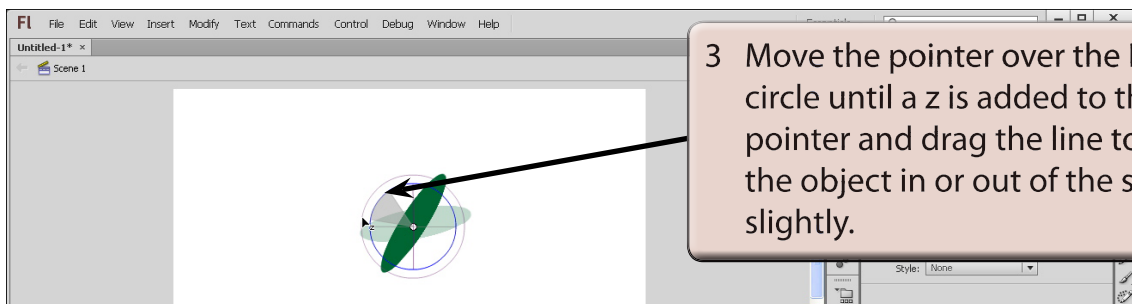 Fl File Edit View Insert Modify Text Commands Control Debug Window Help
Untitled-1* ×
Scene 1
3 Move the pointer over the
circle until a z is added to
pointer and drag the line
the object in or out of the
slightly.
z
Style: None